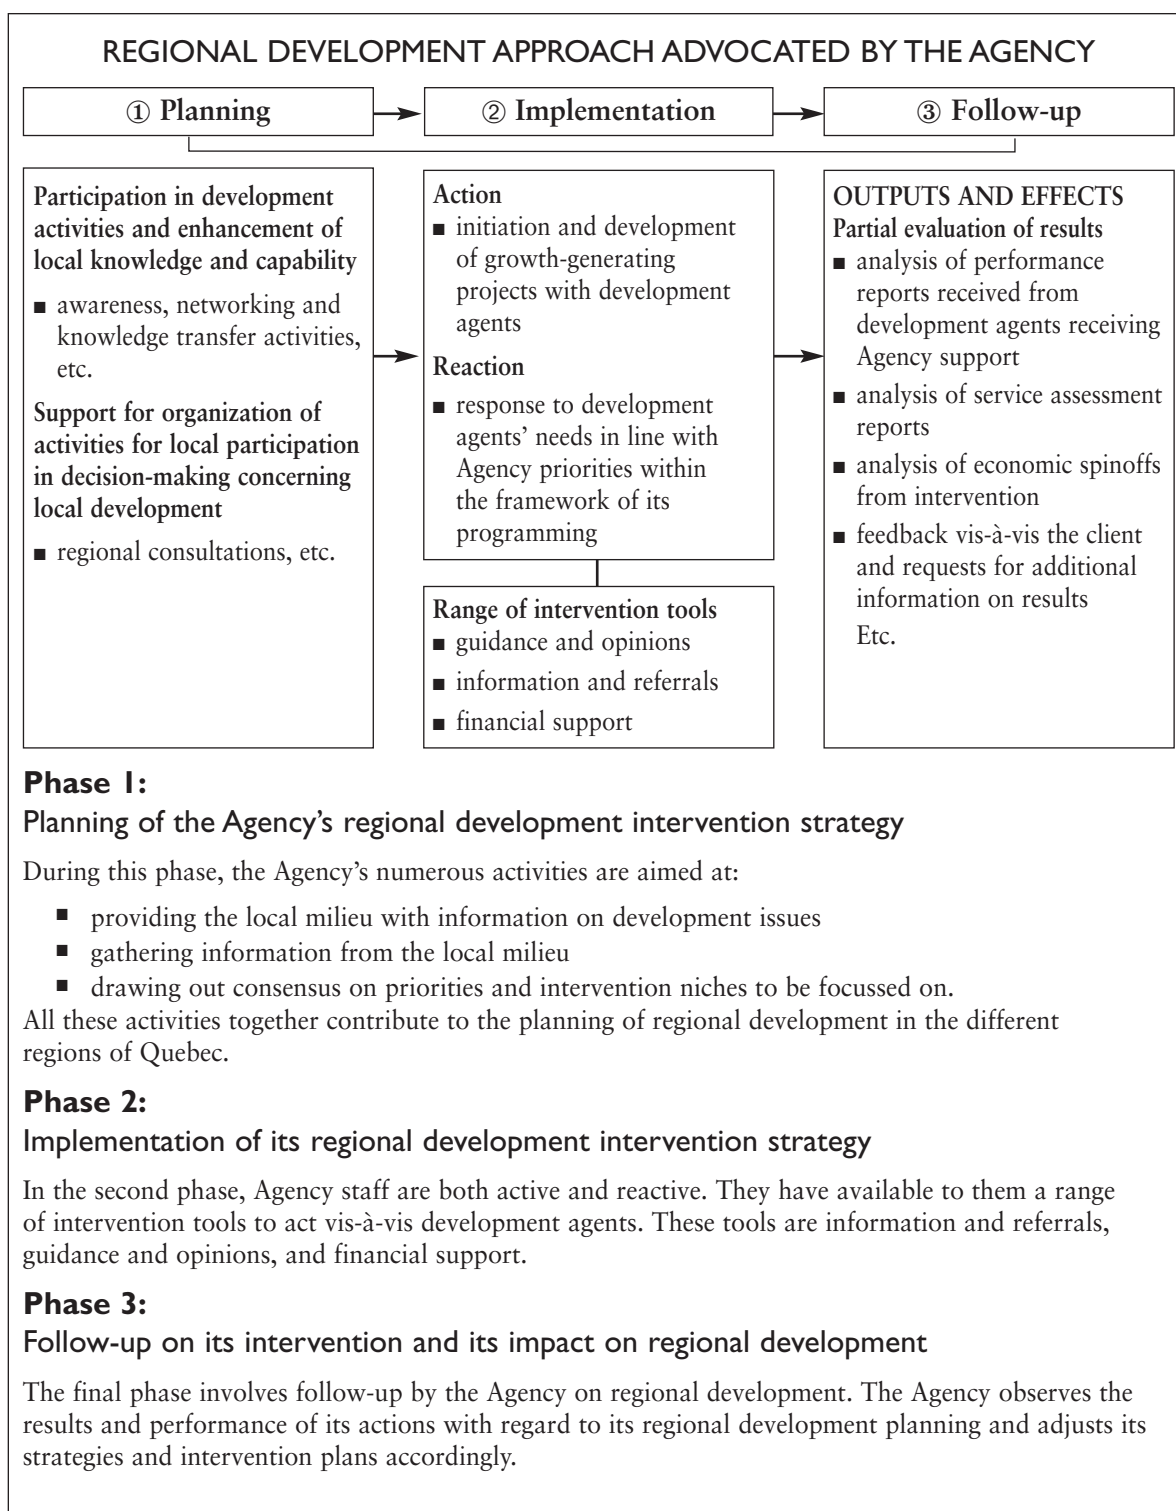 REGIONAL DEVELOPMENT APPROACH ADVOCATED BY THE AGENCY
① Planning
② Implementation
③ Follow-up
Participation in development
activities and enhancement of
local knowledge and capability
■ awareness, networking and
knowledge transfer activities,
etc.
Support for organization of
activities for local participation
in decision-making concerning
local development
■ regional consultations, etc.
Action
■ initiation and development
of growth-generating
projects with development
agents
Reaction
■ response to development
agents’ needs in line with
Agency priorities within
the framework of its
programming
Range of intervention tools
■ guidance and opinions
■ information and referrals
■ financial support
OUTPUTS AND EFFECTS
Partial evaluation of results
■ analysis of performance
reports received from
development agents receiving
Agency support
■ analysis of service assessment
reports
■ analysis of economic spinoffs
from intervention
■ feedback vis-à-vis the client
and requests for additional
information on results
Etc.
Phase 1:
Planning of the Agency’s regional development intervention strategy
During this phase, the Agency’s numerous activities are aimed at:
■ providing the local milieu with information on development issues
■ gathering information from the local milieu
■ drawing out consensus on priorities and intervention niches to be focussed on.
All these activities together contribute to the planning of regional development in the different
regions of Quebec.
Phase 2:
Implementation of its regional development intervention strategy
In the second phase, Agency staff are both active and reactive. They have available to them a range
of intervention tools to act vis-à-vis development agents. These tools are information and referrals,
guidance and opinions, and financial support.
Phase 3:
Follow-up on its intervention and its impact on regional development
The final phase involves follow-up by the Agency on regional development. The Agency observes the
results and performance of its actions with regard to its regional development planning and adjusts its
strategies and intervention plans accordingly.